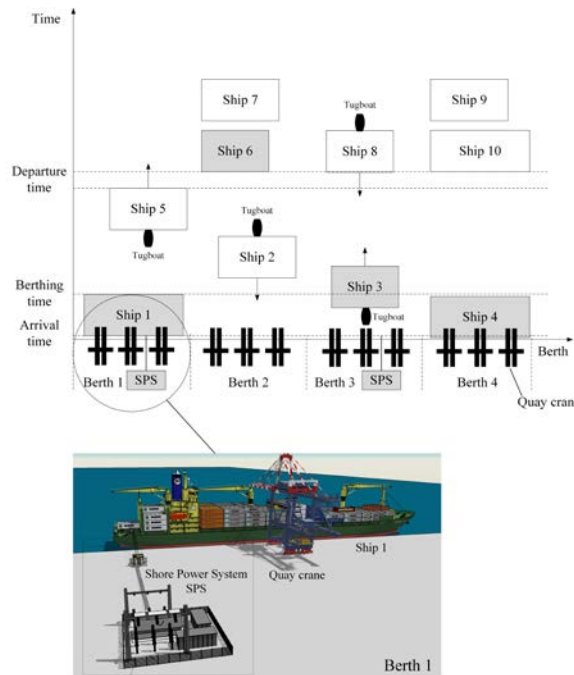 Time
Ship 7
Ship 9
Tugboat
Ship 6
Ship 8
Ship 10
Departure
time
Ship 5
Tugboat
Tugboat
Ship 2
Ship 3
Berthing
time
Ship 1
Tugboat
Ship 4
Arrival
time
Berth
Berth 1
SPS
Berth 2
Berth 3
SPS
Berth 4
Quay cran
Ship 1
Shore Power System
SPS
Quay crane
Berth 1